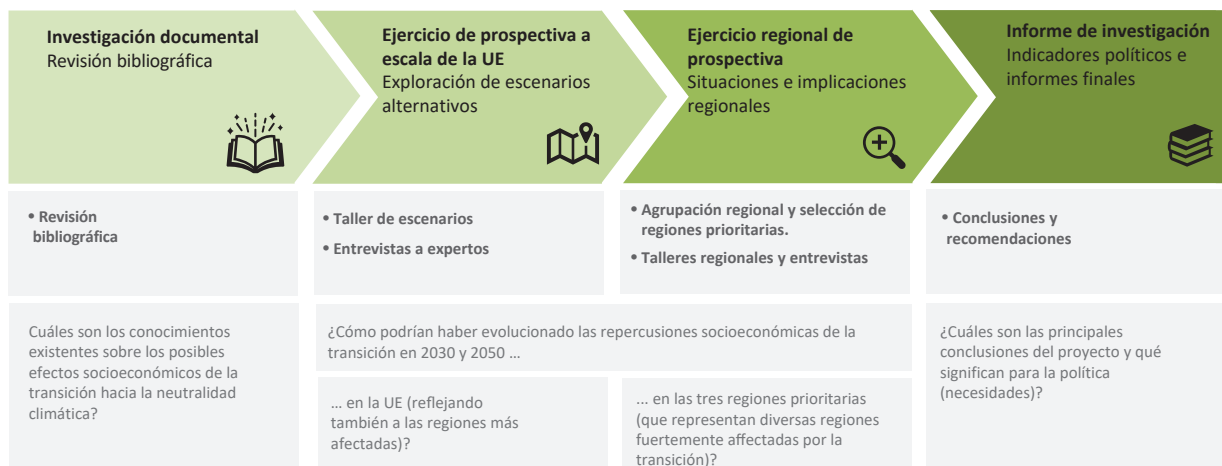 Investigación documental
Revisión bibliográfica
Ejercicio de prospectiva a
escala de la UE
Exploración de escenarios
alternativos
Ejercicio regional de
prospectiva
Situaciones e implicaciones
regionales
Informe de investigación
Indicadores políticos e
informes finales
• Revisión
bibliográfica
• Taller de escenarios
• Entrevistas a expertos
• Agrupación regional y selección de
regiones prioritarias.
• Talleres regionales y entrevistas
• Conclusiones y
recomendaciones
Cuáles son los conocimientos
existentes sobre los posibles
efectos socioeconómicos de la
transición hacia la neutralidad
climática?
¿Cómo podrían haber evolucionado las repercusiones socioeconómicas de la
transición en 2030 y 2050 …
… en la UE (reflejando
también a las regiones más
afectadas)?
... en las tres regiones prioritarias
(que representan diversas regiones
fuertemente affectadas por la
transición)?
¿Cuáles son las principales
conclusiones del proyecto y qué
significan para la política
(necesidades)?